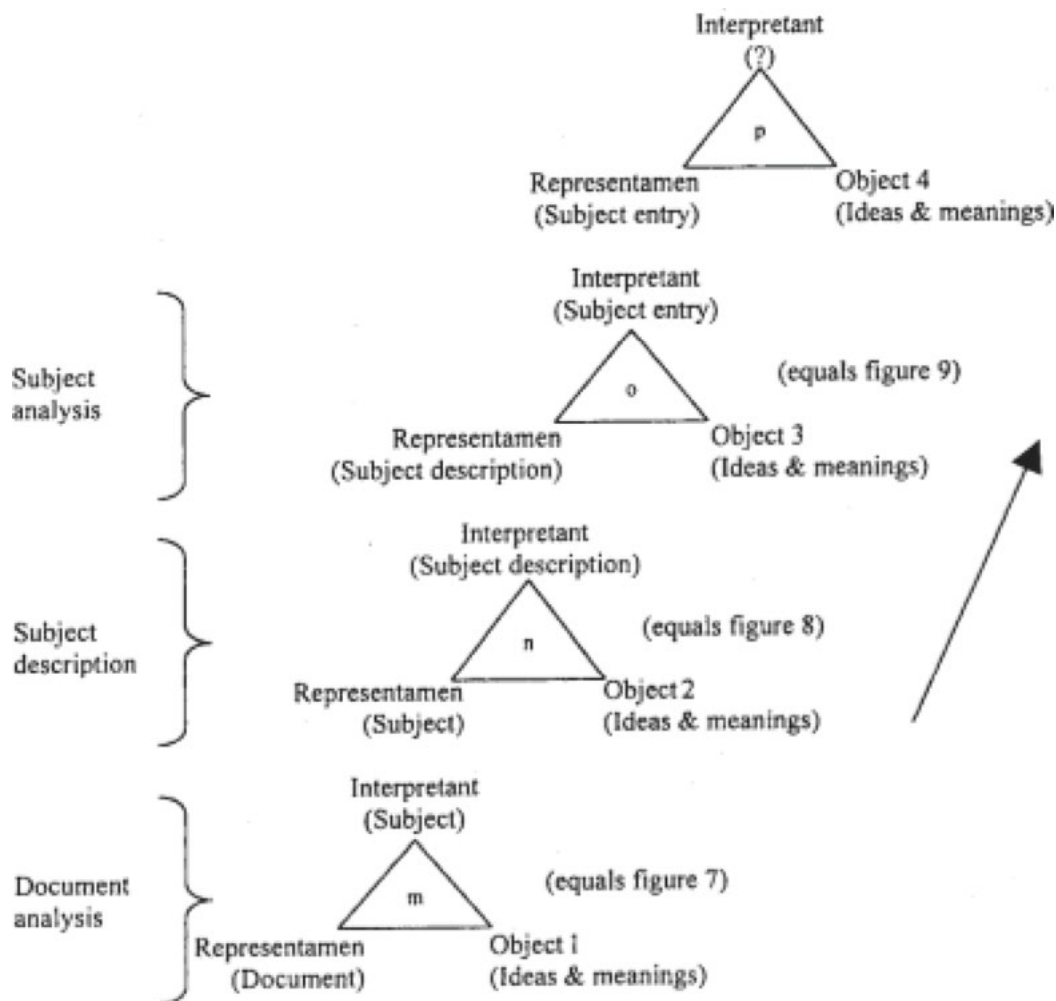 Interpretant
(?)
p
Representamen
(Subject entry)
Object 4
(Ideas & meanings)
Interpretant
(Subject entry)
Subject
analysis
o
(equals figure 9)
Representamen
(Subject description)
Object 3
(Ideas & meanings)
Interpretant
(Subject description)
Subject
description
n
(equals figure 8)
Representamen
(Subject)
Object 2
(Ideas & meanings)
Interpretant
(Subject)
Document
analysis
m
(equals figure 7)
Representamen
(Document)
Object 1
(Ideas & meanings)